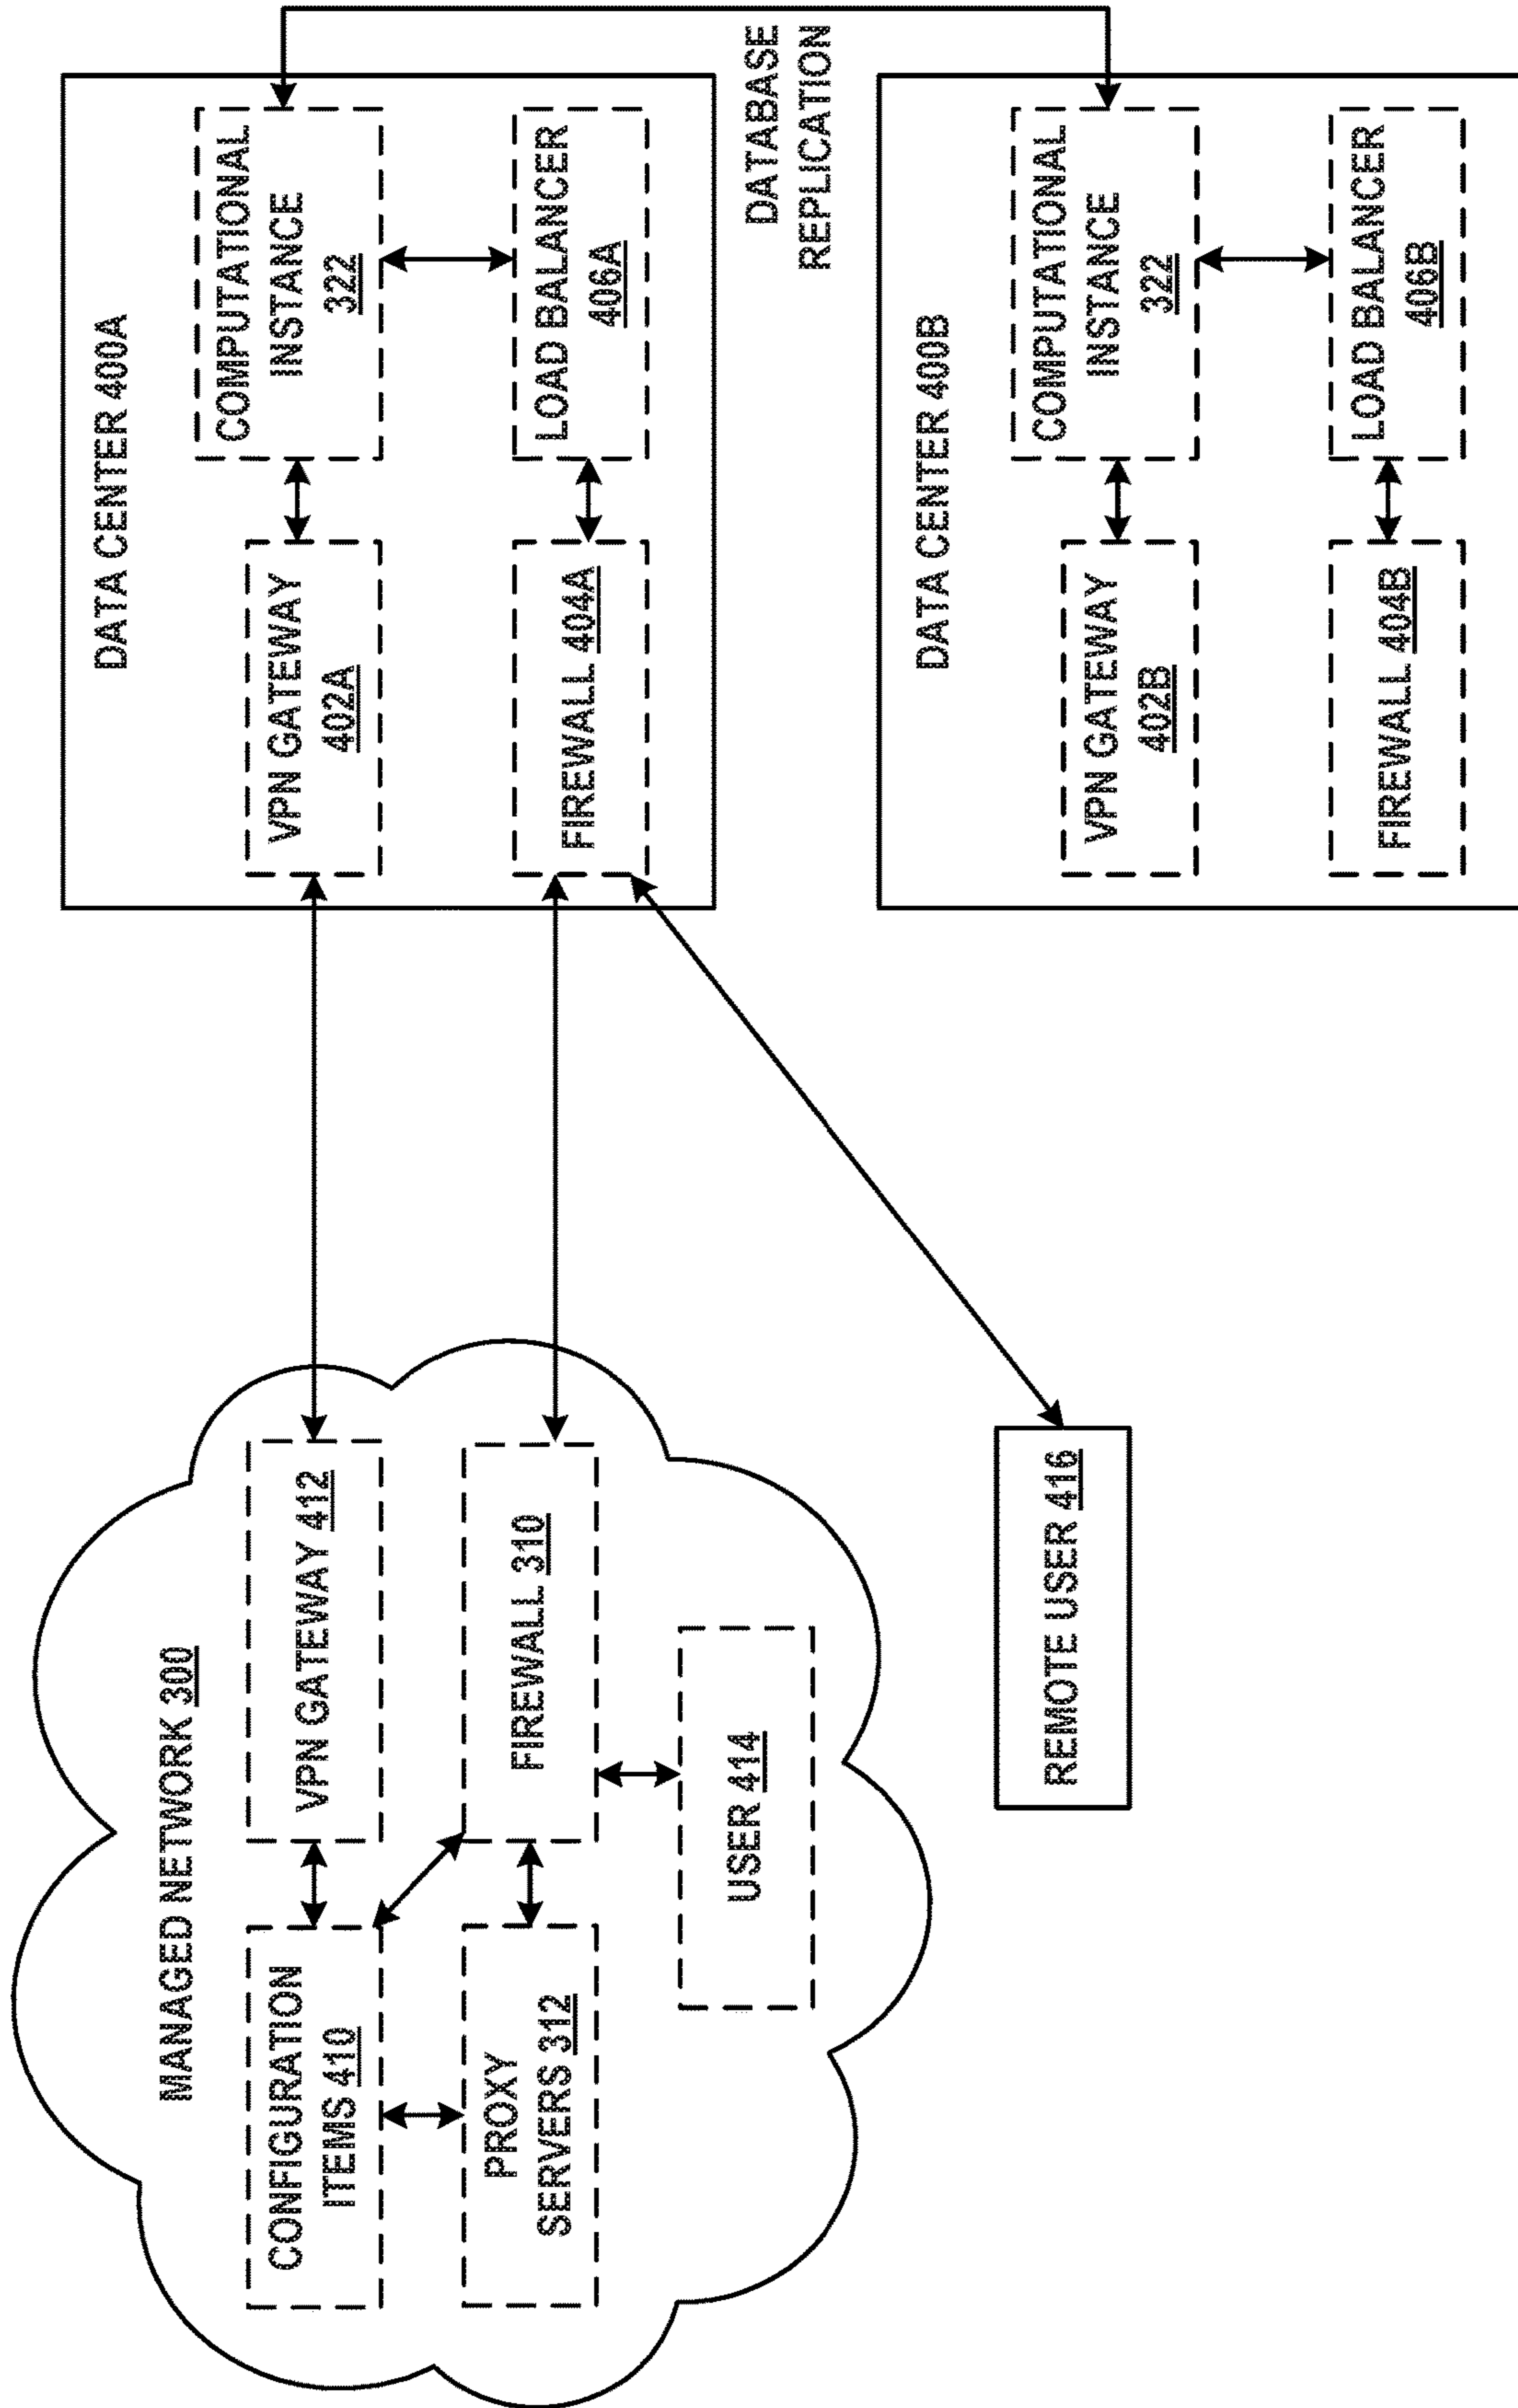 MANAGED NETWORK 300
CONFIGURATION
ITEMS 410
VPN GATEWAY 412
PROXY
SERVERS 312
FIREWALL 310
USER 414
REMOTE USER 416
DATA CENTER 400A
VPN GATEWAY
402A
COMPUTATIONAL
INSTANCE
322
FIREWALL 404A
LOAD BALANCER
406A
DATABASE
REPLICATION
DATA CENTER 400B
VPN GATEWAY
402B
COMPUTATIONAL
INSTANCE
322
FIREWALL 404B
LOAD BALANCER
406B